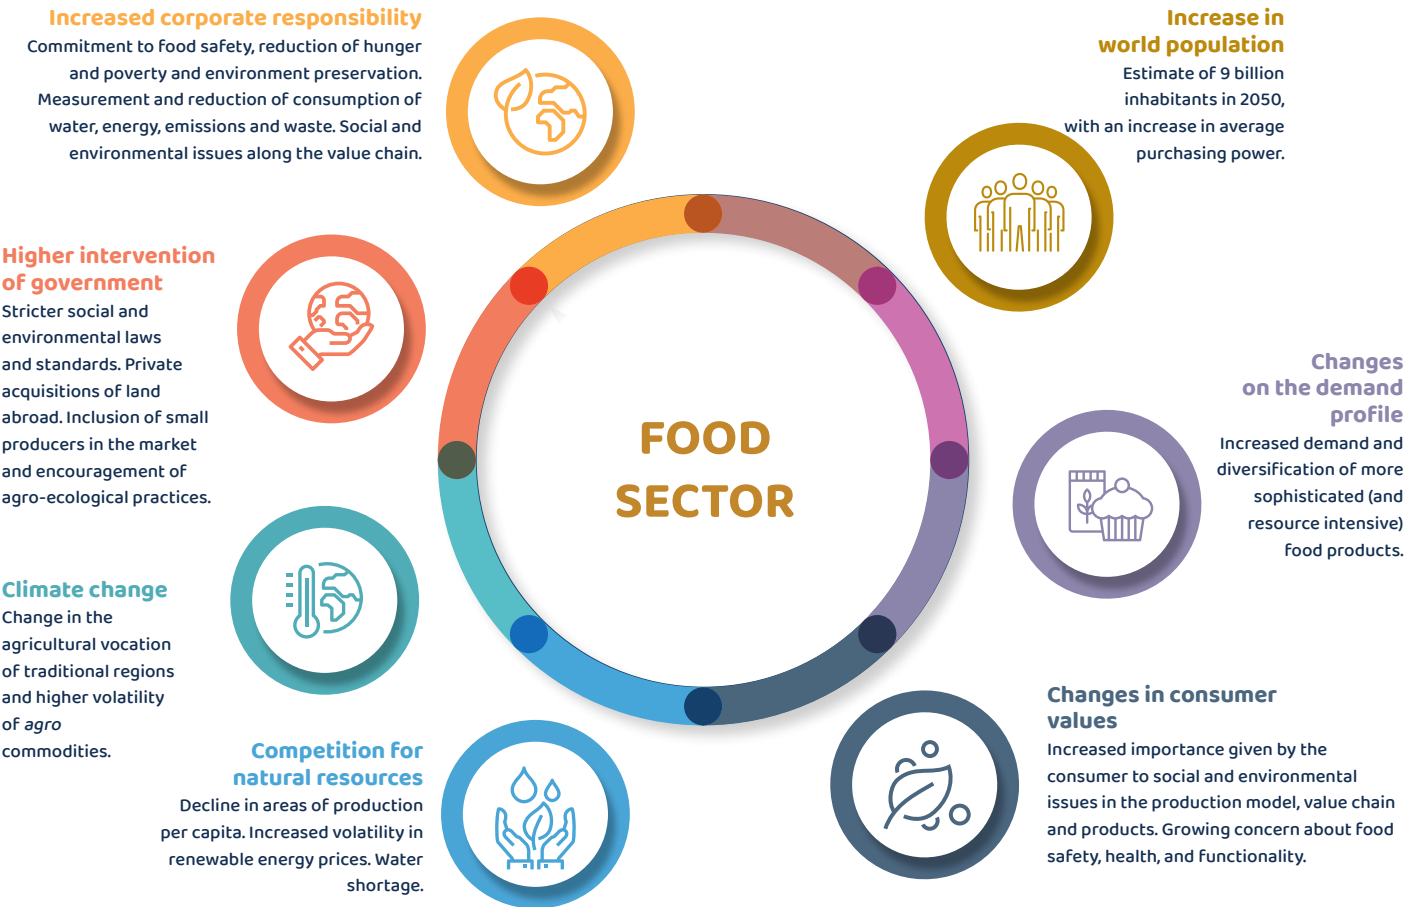 Increased corporate responsibility
Commitment to food safety, reduction of hunger
and poverty and environment preservation.
Measurement and reduction of consumption of
water, energy, emissions and waste. Social and
environmental issues along the value chain.
Increase in
world population
Estimate of 9 billion
inhabitants in 2050,
with an increase in average
purchasing power.
Higher intervention
of government
Stricter social and
environmental laws
and standards. Private
acquisitions of land
abroad. Inclusion of small
producers in the market
and encouragement of
agro-ecological practices.
FOOD
SECTOR
Changes
on the demand
profile
Increased demand and
diversification of more
sophisticated (and
resource intensive)
food products.
Climate change
Change in the
agricultural vocation
of traditional regions
and higher volatility
of agro
commodities.
Competition for
natural resources
Decline in areas of production
per capita. Increased volatility in
renewable energy prices. Water
shortage.
Changes in consumer
values
Increased importance given by the
consumer to social and environmental
issues in the production model, value chain
and products. Growing concern about food
safety, health, and functionality.